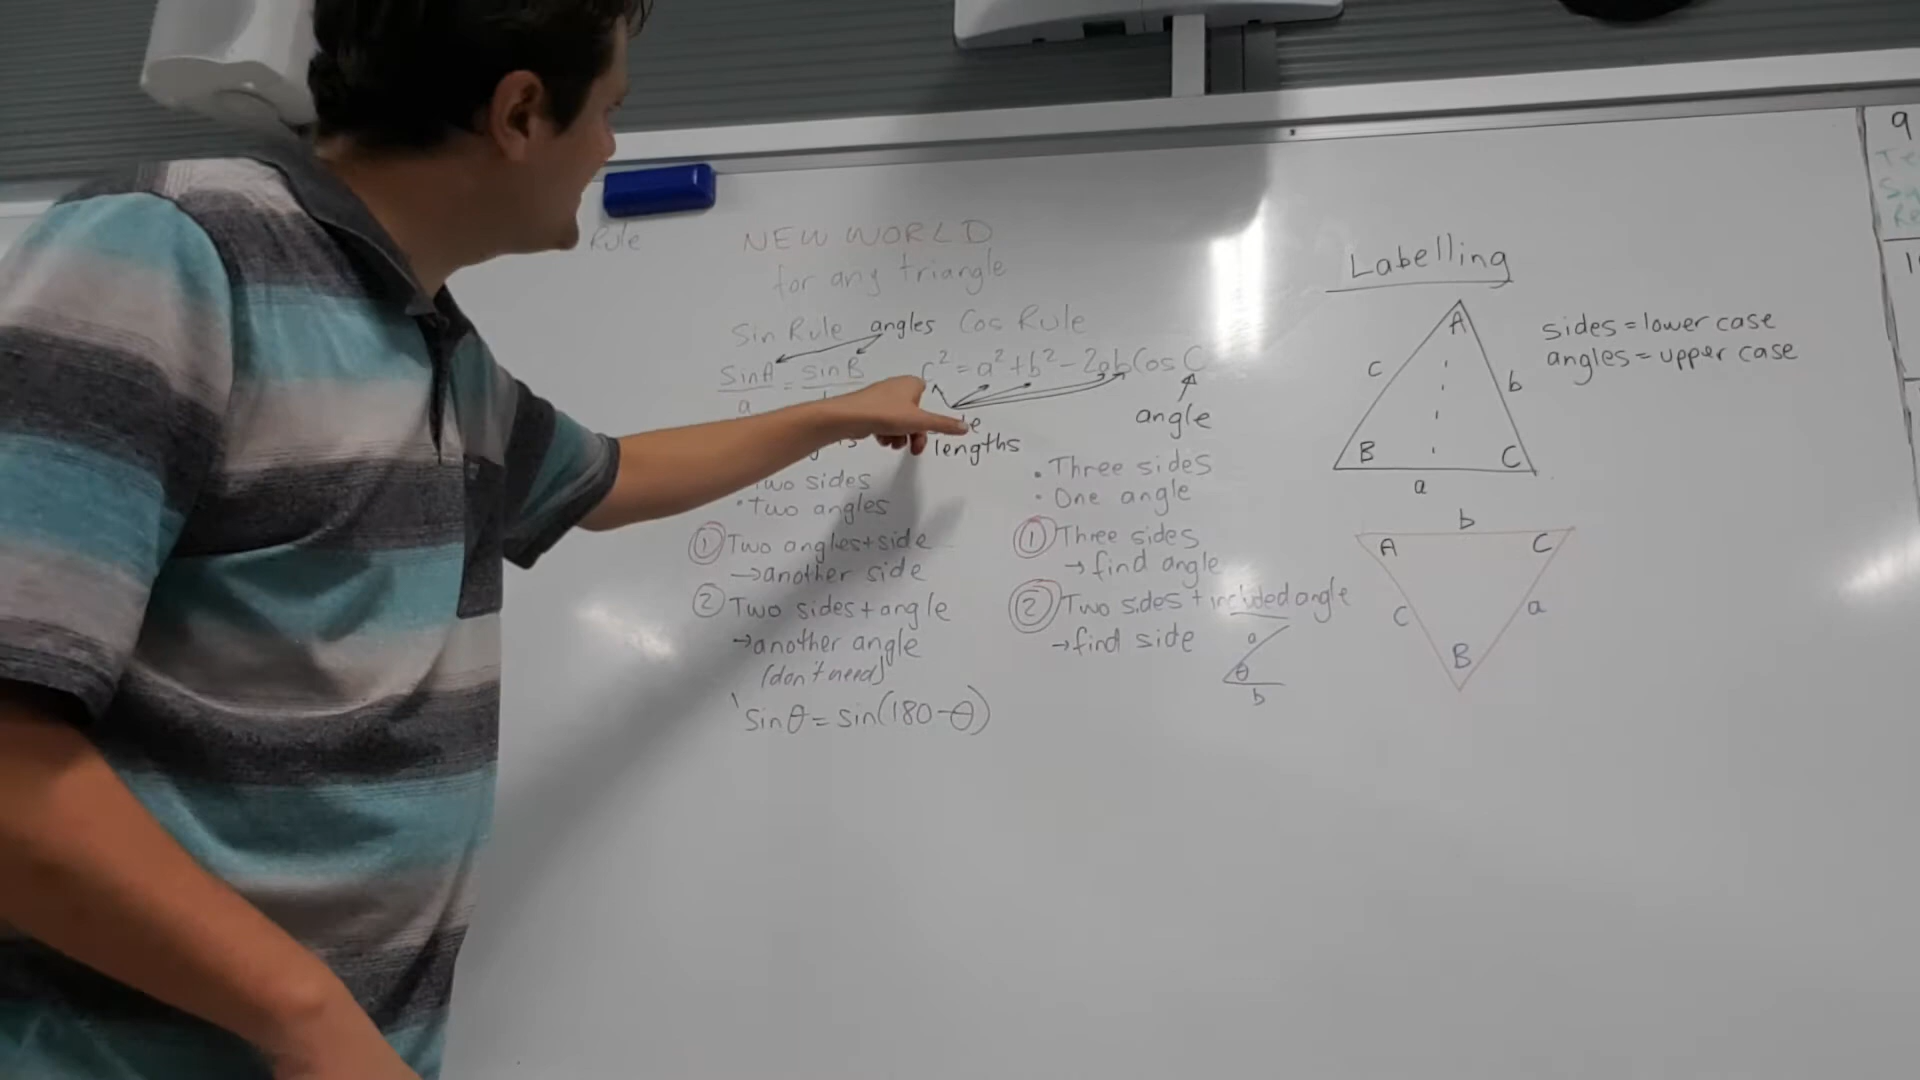 Rule
NEW WORLD
for any triangle
Sin Rule angles Cos Rule
SinA/a = sin B/
c² = a² + b² - 2ab Cos C
angle
lengths
Two sides
• Two angles
① Two angles + side
→ another side
② Two sides + angle
→ another angle
(don't need)
sin θ = sin(180 - θ)
• Three sides
• One angle
① Three sides
→ find angle
② Two sides + included angle
→ find side
a
θ
b
Labelling
A
c
b
B
C
a
sides = lower case
angles = upper case
b
A
C
c
a
B
9